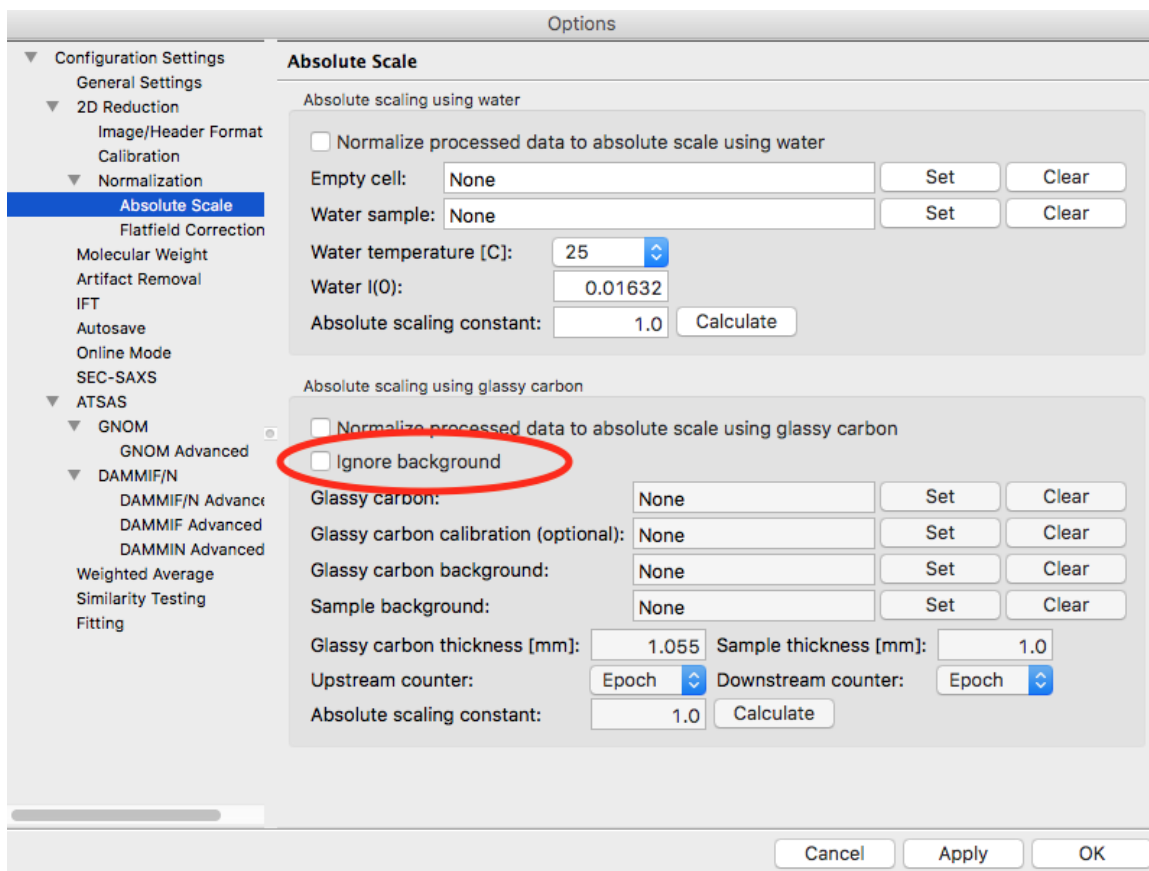 Options
Configuration Settings
General Settings
2D Reduction
Image/Header Format
Calibration
Normalization
Absolute Scale
Flatfield Correction
Molecular Weight
Artifact Removal
IFT
Autosave
Online Mode
SEC-SAXS
ATSAS
GNOM
GNOM Advanced
DAMMIF/N
DAMMIF/N Advance
DAMMIF Advanced
DAMMIN Advanced
Weighted Average
Similarity Testing
Fitting
Absolute Scale
Absolute scaling using water
Normalize processed data to absolute scale using water
Empty cell: None Set Clear
Water sample: None Set Clear
Water temperature [C]: 25
Water I(0): 0.01632
Absolute scaling constant: 1.0 Calculate
Absolute scaling using glassy carbon
Normalize processed data to absolute scale using glassy carbon
Ignore background
Glassy carbon: None Set Clear
Glassy carbon calibration (optional): None Set Clear
Glassy carbon background: None Set Clear
Sample background: None Set Clear
Glassy carbon thickness [mm]: 1.055 Sample thickness [mm]: 1.0
Upstream counter: Epoch Downstream counter: Epoch
Absolute scaling constant: 1.0 Calculate
Cancel Apply OK